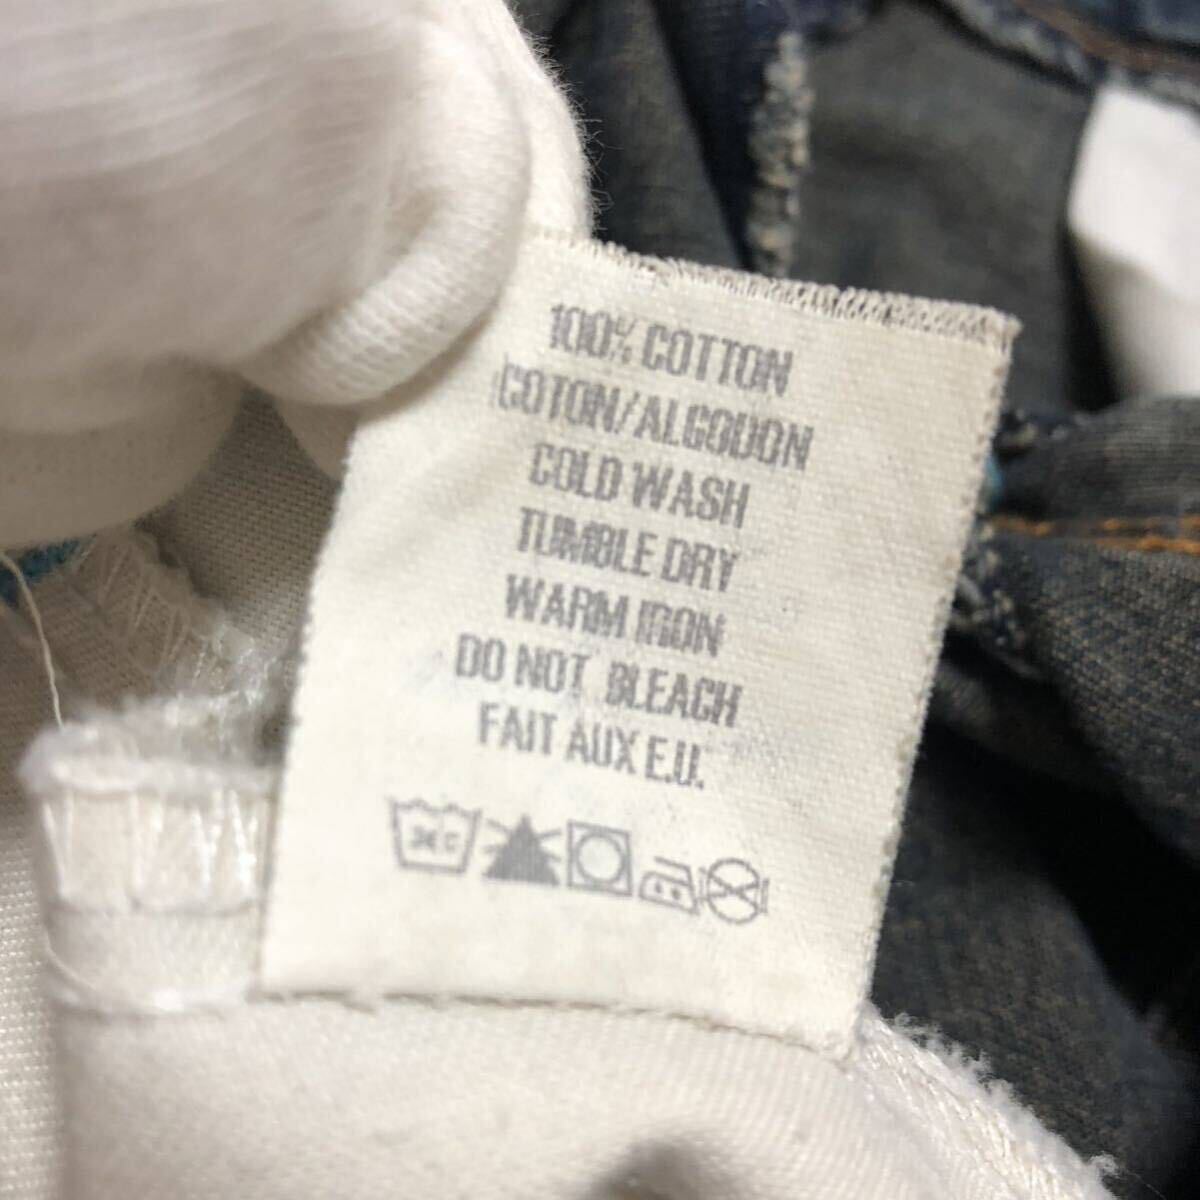 100% COTTON
COTON/ALGODON
COLD WASH
TUMBLE DRY
WARM IRON
DO NOT BLEACH
FAIT AUX E.U.